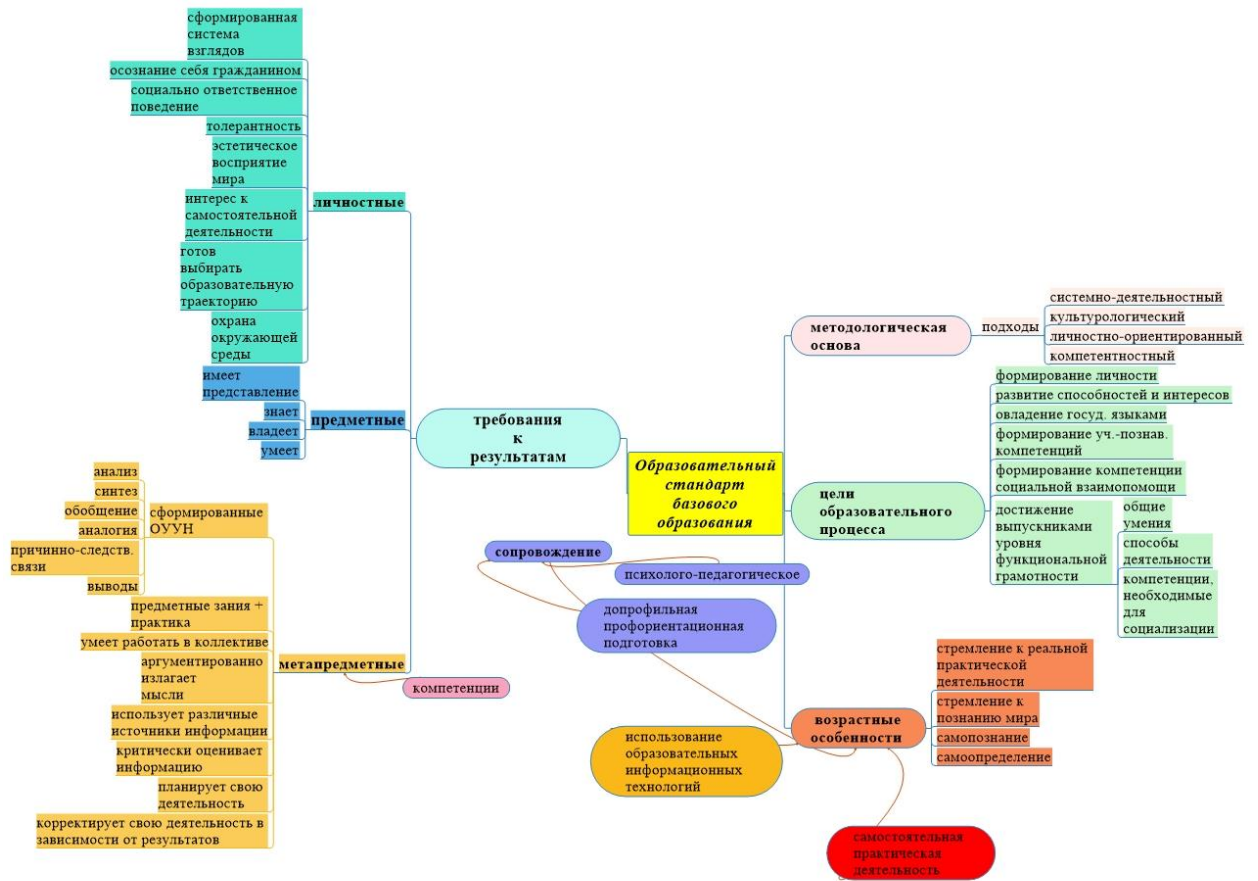 сформированная
система
взглядов
осознание себя гражданином
социально ответственное
поведение
толерантность
эстетическое
восприятие
мира
интерес к
самостоятельной
деятельности
готов
выбирать
образовательную
траекторию
охрана
окружающей
среды
личностные
имеет
представление
знает
владеет
умеет
предметные
анализ
синтез
обобщение
аналогия
причинно-следств.
связи
выводы
сформированные
ОУУН
предметные зания +
практика
умеет работать в коллективе
аргументированно
излагает
мысли
использует различные
источники информации
критически оценивает
информацию
планирует свою
деятельность
корректирует свою деятельность в
зависимости от результатов
метапредметные
компетенции
требования
к
результатам
Образовательный
стандарт
базового
образования
методологическая
основа
подходы
системно-деятельностный
культурологический
личностно-ориентированный
компетентностный
цели
образовательного
процесса
формирование личности
развитие способностей и интересов
овладение госуд. языками
формирование уч.-познав.
компетенций
формирование компетенции
социальной взаимопомощи
достижение
выпускниками
уровня
функциональной
грамотности
общие
умения
способы
деятельности
компетенции,
необходимые
для
социализации
сопровождение
психолого-педагогическое
допрофильная
профориентационная
подготовка
возрастные
особенности
стремление к реальной
практической
деятельности
стремление к
познанию мира
самопознание
самоопределение
использование
образовательных
информационных
технологий
самостоятельная
практическая
деятельность